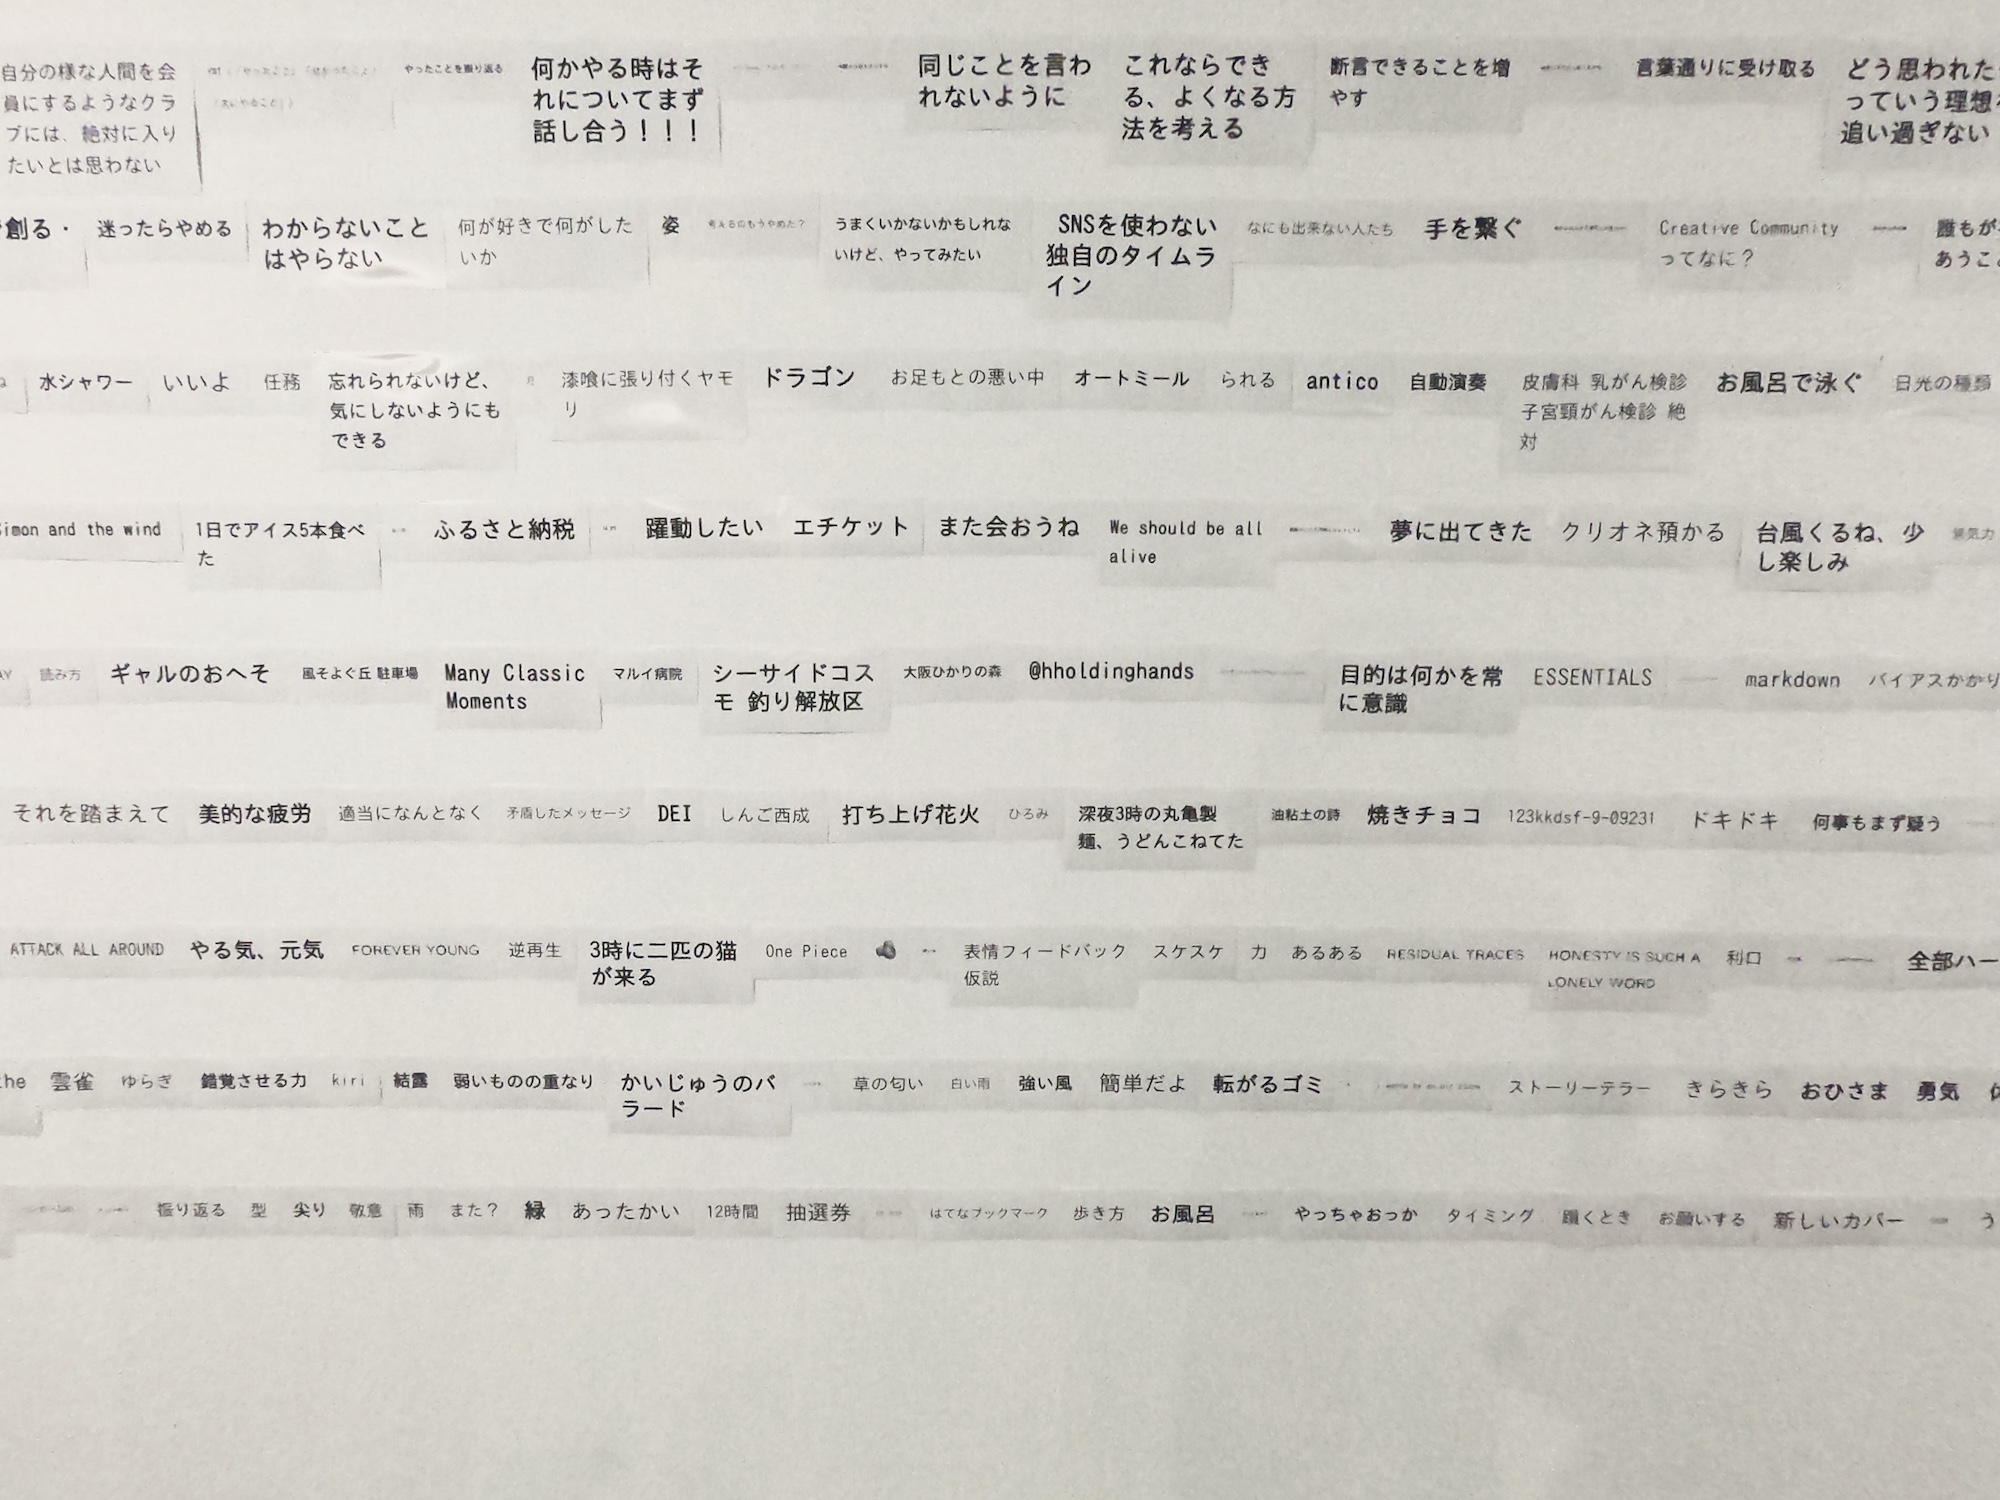 自分の様な人間を会
員にするようなクラ
ブには、絶対に入り
たいとは思わない
やったことを振り返る
何かやる時はそ
れについてまず
話し合う！！！
同じことを言わ
れないように
これならでき
る、よくなる方
法を考える
断言できることを増
やす
言葉通りに受け取る
どう思われた
っていう理想
追い過ぎない
創る・
迷ったらやめる
わからないこと
はやらない
何が好きで何がした
いか
姿
考えるのもうやめた？
うまくいかないかもしれな
いけど、やってみたい
SNSを使わない
独自のタイムラ
イン
なにも出来ない人たち
手を繋ぐ
Creative Community
ってなに？
誰もが
あうこ
水シャワー
いいよ
任務
忘れられないけど、
気にしないようにも
できる
漆喰に張り付くヤモ
リ
ドラゴン
お足もとの悪い中
オートミール
られる
antico
自動演奏
皮膚科 乳がん検診
子宮頸がん検診 絶
対
お風呂で泳ぐ
日光の種類
Simon and the wind
1日でアイス5本食べ
た
ふるさと納税
躍動したい
エチケット
また会おうね
We should be all
alive
夢に出てきた
クリオネ預かる
台風くるね、少
し楽しみ
読み方
ギャルのおへそ
風そよぐ丘 駐車場
Many Classic
Moments
マルイ病院
シーサイドコス
モ 釣り解放区
大阪ひかりの森
@hholdinghands
目的は何かを常
に意識
ESSENTIALS
markdown
バイアスかかり
それを踏まえて
美的な疲労
適当になんとなく
矛盾したメッセージ
DEI
しんご西成
打ち上げ花火
ひろみ
深夜3時の丸亀製
麺、うどんこねてた
油粘土の詩
焼きチョコ
123kkdsf-9-09231
ドキドキ
何事もまず疑う
ATTACK ALL AROUND
やる気、元気
FOREVER YOUNG
逆再生
3時に二匹の猫
が来る
One Piece
表情フィードバック
仮説
スケスケ
力
あるある
RESIDUAL TRACES
HONESTY IS SUCH A
LONELY WORD
利口
全部ハー
the
雲雀
ゆらぎ
錯覚させる力
kiri
結露
弱いものの重なり
かいじゅうのバ
ラード
草の匂い
白い雨
強い風
簡単だよ
転がるゴミ
ストーリーテラー
きらきら
おひさま
勇気
振り返る
型
尖り
敬意
雨
また？
緑
あったかい
12時間
抽選券
はてなブックマーク
歩き方
お風呂
やっちゃおっか
タイミング
躓くとき
お願いする
新しいカバー
う